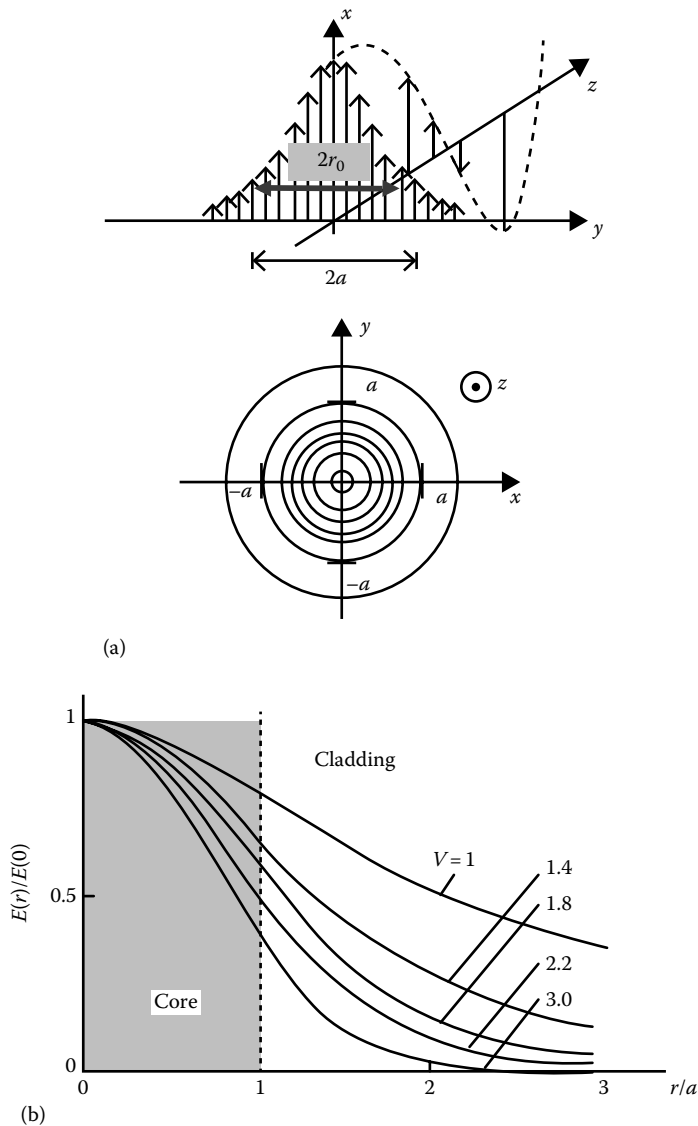 x
z
2r0
y
2a
y
z
a
−a
a
x
−a
(a)
1
Cladding
V = 1
1.4
E(r)/E(0)
0.5
1.8
2.2
Core
3.0
0
0
1
2
3
r/a
(b)